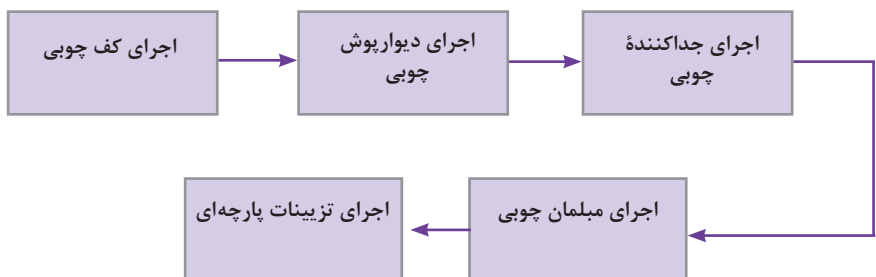 اجرای کف چوبی
اجرای دیوارپوش
چوبی
اجرای جداکنندهٔ
چوبی
اجرای مبلمان چوبی
اجرای تزیینات پارچه‌ای